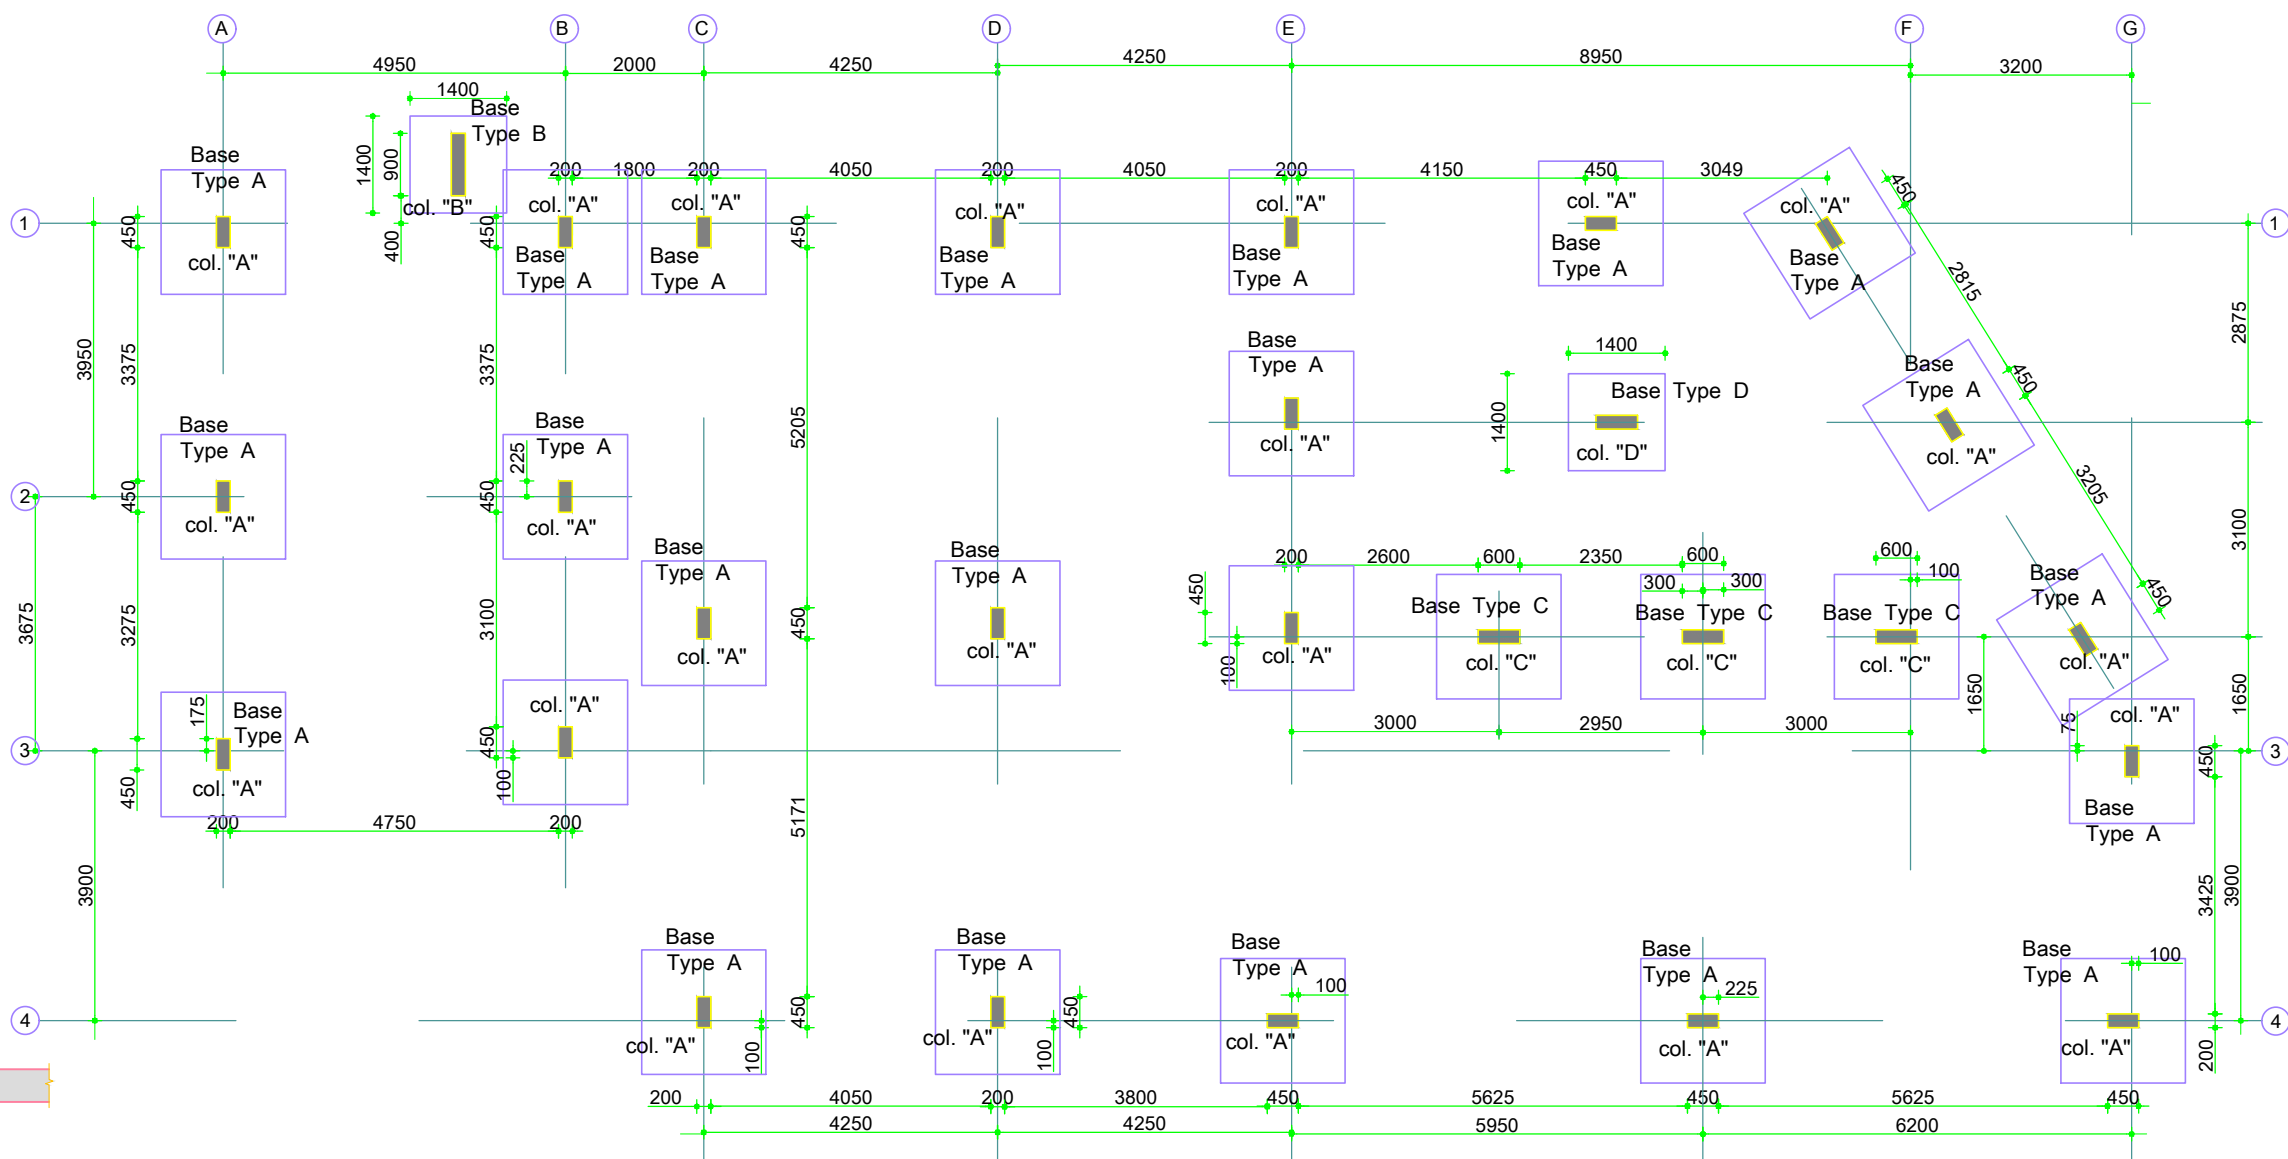 A B C D E F G
4950 2000 4250 4250 8950 3200
1400
Base
Type B
1400 900 400
col. "B"
Base
Type A
col. "A"
200 1800 200 4050 200 4050 200 4150 450 3049
col. "A" col. "A" col. "A" col. "A" col. "A" col. "A"
Base Base Base Base Base Base
Type A Type A Type A Type A Type A Type A
1 1
450 450 450 450
3950 3375 3375 5205 2815 2875
Base
Type A
col. "A"
1400
1400
Base Type D
col. "D"
Base
Type A
450
col. "A"
Base
Type A
col. "A"
Base
Type A
225
col. "A"
2
450 450
3205
3100
3675 3275 3100
Base
Type A
col. "A"
450
Base
Type A
col. "A"
200 2600 600 2350 600 600
300 300 100
450
100
Base Type C Base Type C Base Type C
col. "A" col. "C" col. "C" col. "C"
Base
Type A
col. "A"
450
1650 1650
3000 2950 3000
175
Base
Type A
col. "A"
col. "A"
75
col. "A"
Base
Type A
3 3
450 450 100 450
200 4750 200
5171
3900 3425 3900
Base
Type A
col. "A"
Base
Type A
col. "A"
Base
Type A
100
col. "A"
Base
Type A
225
col. "A"
Base
Type A
100
col. "A"
4 4
450 100 450 100 200
200 4050 200 3800 450 5625 450 5625 450
4250 4250 5950 6200